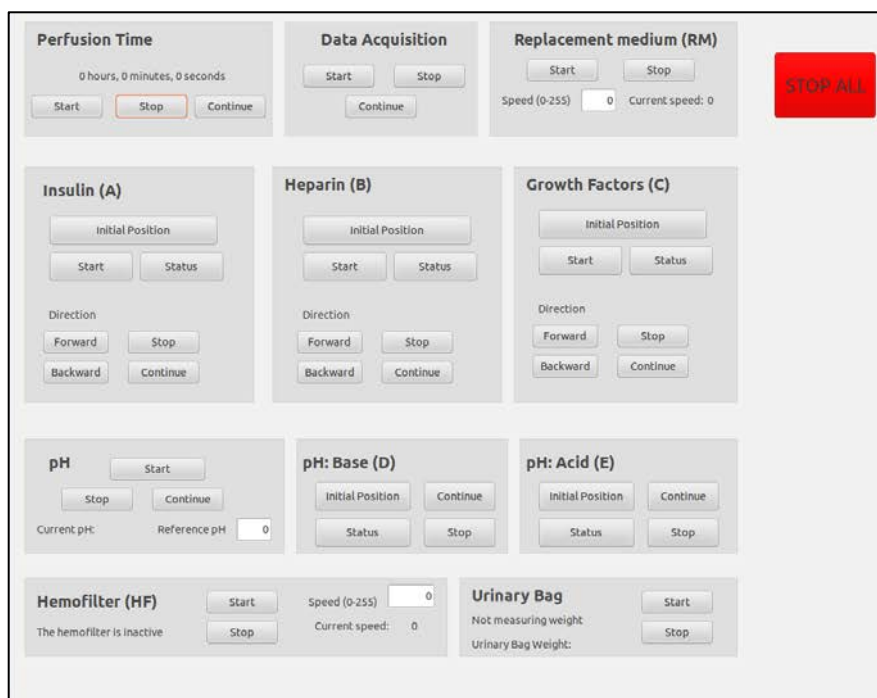 Perfusion Time
0 hours, 0 minutes, 0 seconds
Start Stop Continue
Data Acquisition
Start Stop
Continue
Replacement medium (RM)
Start Stop
Speed (0-255) 0 Current speed: 0
STOP ALL
Insulin (A)
Initial Position
Start Status
Direction
Forward Stop
Backward Continue
Heparin (B)
Initial Position
Start Status
Direction
Forward Stop
Backward Continue
Growth Factors (C)
Initial Position
Start Status
Direction
Forward Stop
Backward Continue
pH Start
Stop Continue
Current pH: Reference pH 0
pH: Base (D)
Initial Position Continue
Status Stop
pH: Acid (E)
Initial Position Continue
Status Stop
Hemofilter (HF) Start Speed (0-255) 0
The hemofilter is inactive Stop Current speed: 0
Urinary Bag Start
Not measuring weight
Stop
Urinary Bag Weight: